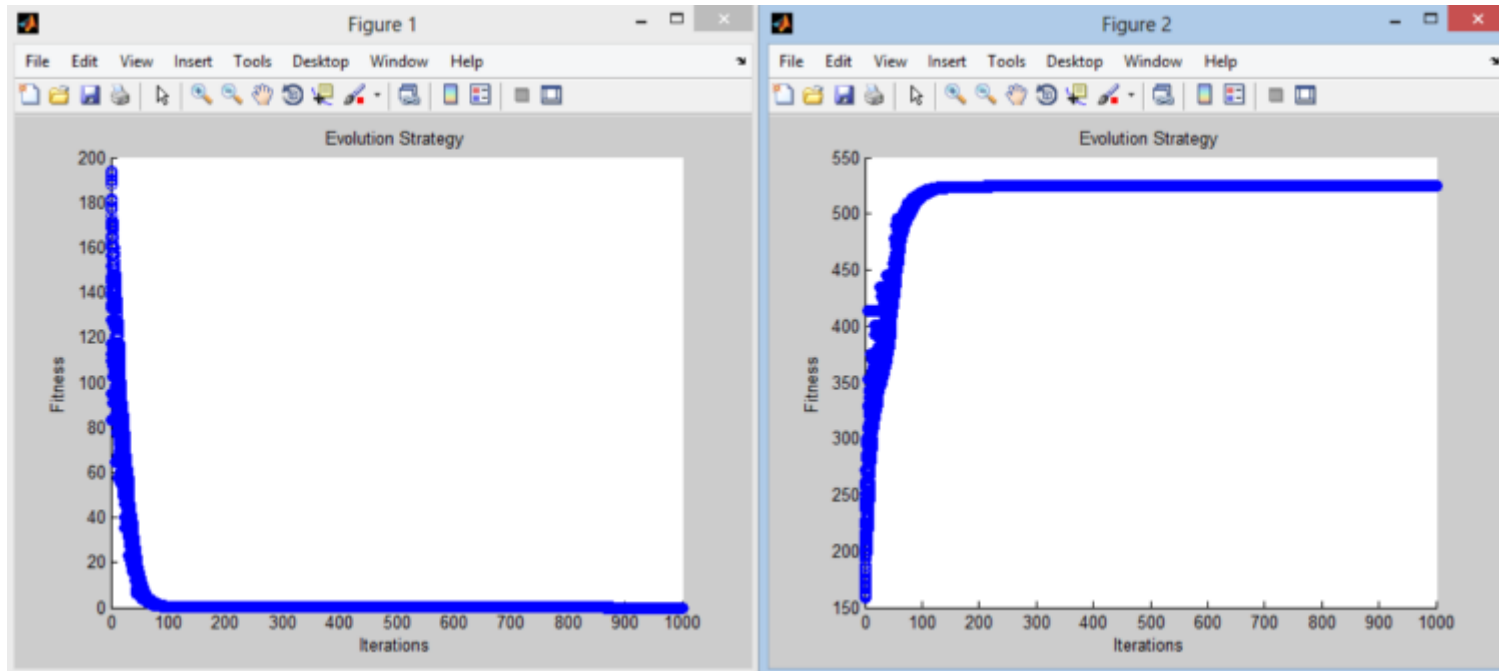 Figure 1
File Edit View Insert Tools Desktop Window Help
Evolution Strategy
200
180
160
140
120
100
80
60
40
20
0
Fitness
0 100 200 300 400 500 600 700 800 900 1000
Iterations
Figure 2
File Edit View Insert Tools Desktop Window Help
Evolution Strategy
550
500
450
400
350
300
250
200
150
Fitness
0 100 200 300 400 500 600 700 800 900 1000
Iterations